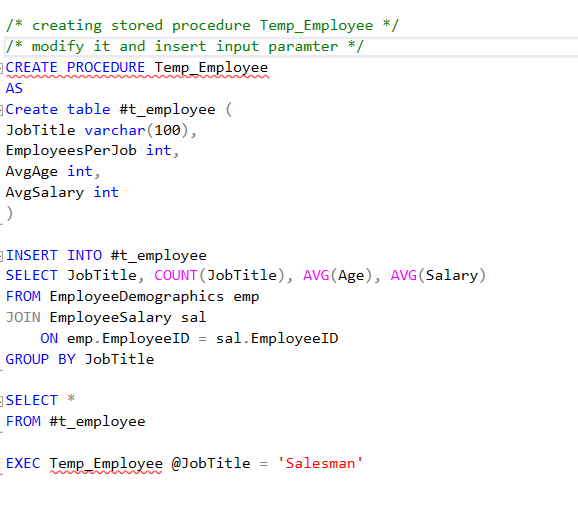 /* creating stored procedure Temp_Employee */
/* modify it and insert input paramter */
CREATE PROCEDURE Temp_Employee
AS
Create table #t_employee (
JobTitle varchar(100),
EmployeesPerJob int,
AvgAge int,
AvgSalary int
)
INSERT INTO #t_employee
SELECT JobTitle, COUNT(JobTitle), AVG(Age), AVG(Salary)
FROM EmployeeDemographics emp
JOIN EmployeeSalary sal
    ON emp.EmployeeID = sal.EmployeeID
GROUP BY JobTitle
SELECT *
FROM #t_employee
EXEC Temp_Employee @JobTitle = 'Salesman'